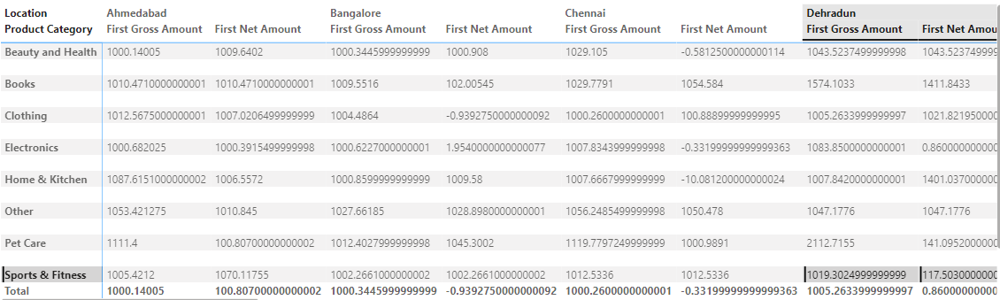 Location Ahmedabad Bangalore Chennai Dehradun
Product Category First Gross Amount First Net Amount First Gross Amount First Net Amount First Gross Amount First Net Amount First Gross Amount First Net Amou
Beauty and Health 1000.14005 1009.6402 1000.3445999999999 1000.908 1029.105 -0.5812500000000114 1043.5237499999998 1043.523749999
Books 1010.4710000000001 1010.4710000000001 1009.5516 102.00545 1029.7791 1054.584 1574.1033 1411.8433
Clothing 1012.5675000000001 1007.0206499999999 1004.4864 -0.9392750000000092 1000.2600000000001 100.88899999999995 1005.2633999999997 1021.821950000
Electronics 1000.682025 1000.3915499999998 1000.6227000000001 1.9540000000000077 1007.8343999999998 -0.33199999999999363 1083.8500000000001 0.860000000000
Home & Kitchen 1087.6151000000002 1006.5572 1000.8599999999999 1009.58 1007.6667999999999 -10.081200000000024 1007.8420000000001 1401.037000000
Other 1053.421275 1010.845 1027.66185 1028.8980000000001 1056.2485499999998 1050.478 1047.1776 1047.1776
Pet Care 1111.4 100.80700000000002 1012.4027999999998 1045.3002 1119.7797249999999 1000.9891 2112.7155 141.0952000000
Sports & Fitness 1005.4212 1070.11755 1002.2661000000002 1002.2661000000002 1012.5336 1012.5336 1019.3024999999999 117.5030000000
Total 1000.14005 100.80700000000002 1000.3445999999999 -0.9392750000000092 1000.2600000000001 -0.33199999999999363 1005.2633999999997 0.860000000000